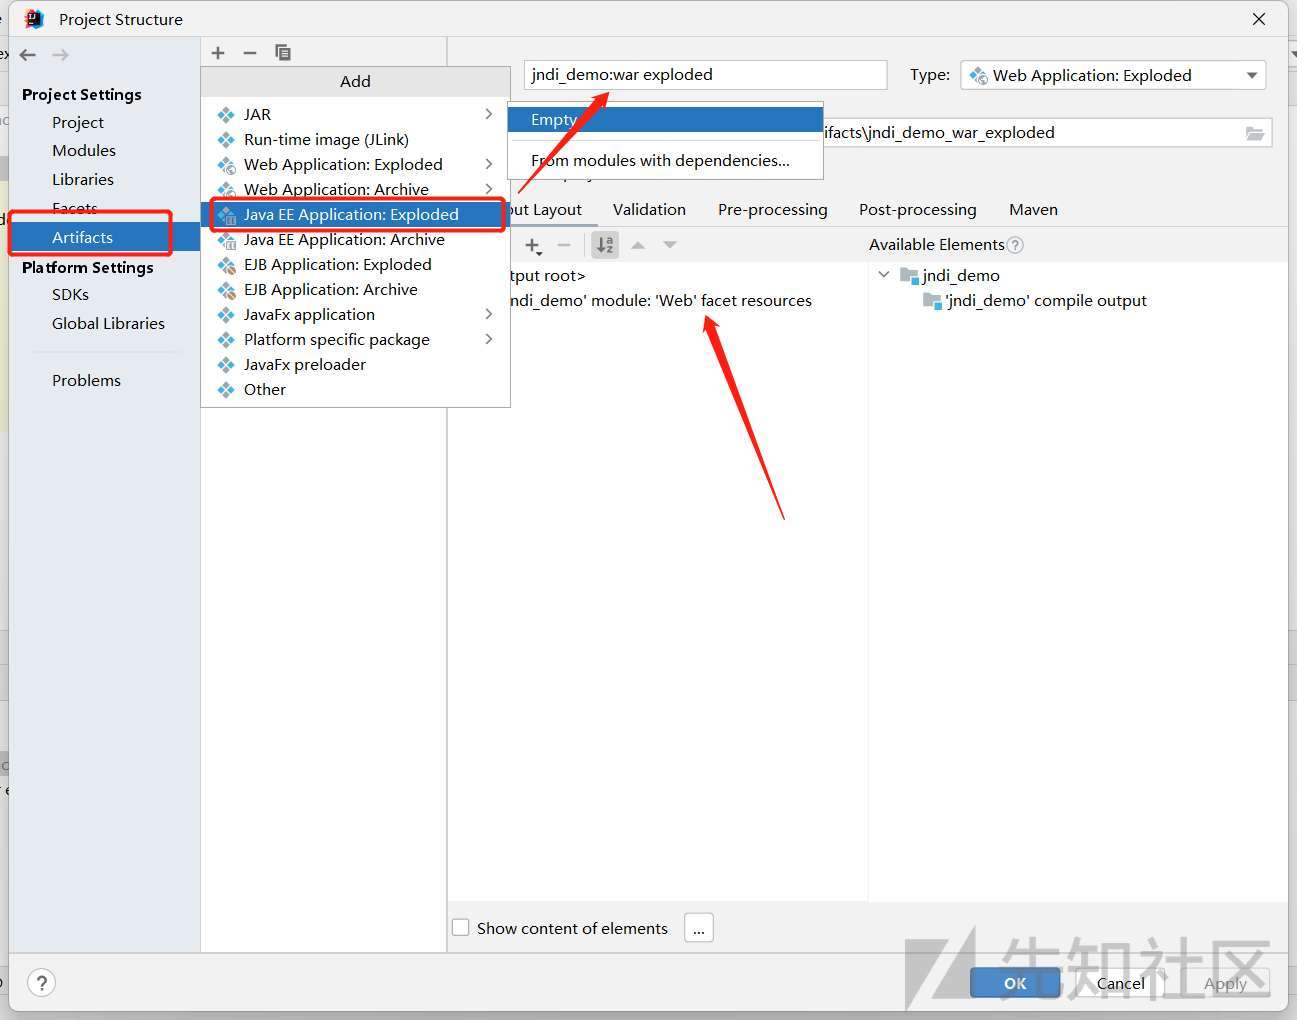 Project Structure
Project Settings
Project
Modules
Libraries
Facets
Artifacts
Platform Settings
SDKs
Global Libraries
Problems
Add
JAR
Run-time image (JLink)
Web Application: Exploded
Web Application: Archive
Java EE Application: Exploded
Java EE Application: Archive
EJB Application: Exploded
EJB Application: Archive
JavaFx application
Platform specific package
JavaFx preloader
Other
jndi_demo:war exploded
Type: Web Application: Exploded
Empty
From modules with dependencies...
ifacts\jndi_demo_war_exploded
out Layout Validation Pre-processing Post-processing Maven
Available Elements ?
tput root>
ndi_demo' module: 'Web' facet resources
jndi_demo
'jndi_demo' compile output
Show content of elements ...
? OK Cancel Apply
先知社区